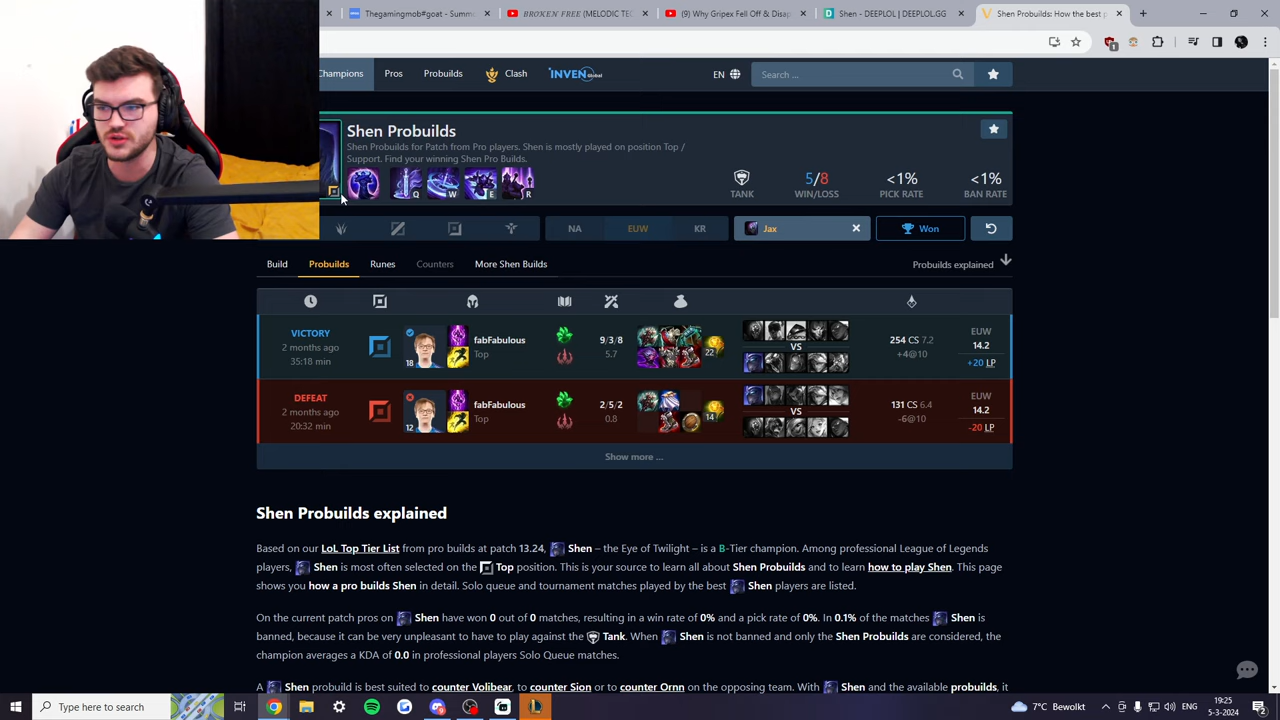 Thegamingmob#goat - Summ
BROXEN FREE (MELODIC TEC
(9) Why Gripex Fell Off & Disap
Shen - DEEPLOL | DEEPLOL.GG
Shen Probuilds: How the best p
Champions Pros Probuilds Clash INVEN Global EN Search ...
Shen Probuilds
Shen Probuilds for Patch from Pro players. Shen is mostly played on position Top /
Support. Find your winning Shen Pro Builds.
Q W E R
TANK
5/8
WIN/LOSS
<1%
PICK RATE
<1%
BAN RATE
NA EUW KR Jax Won
Build Probuilds Runes Counters More Shen Builds Probuilds explained
VICTORY
2 months ago
35:18 min
18
fabFabulous
Top
9/3/8
5.7
22
VS
254 CS 7.2
+4@10
EUW
14.2
+20 LP
DEFEAT
2 months ago
20:32 min
12
fabFabulous
Top
2/5/2
0.8
14
VS
131 CS 6.4
-6@10
EUW
14.2
-20 LP
Show more ...
Shen Probuilds explained
Based on our LoL Top Tier List from pro builds at patch 13.24, Shen – the Eye of Twilight – is a B-Tier champion. Among professional League of Legends
players, Shen is most often selected on the Top position. This is your source to learn all about Shen Probuilds and to learn how to play Shen. This page
shows you how a pro builds Shen in detail. Solo queue and tournament matches played by the best Shen players are listed.
On the current patch pros on Shen have won 0 out of 0 matches, resulting in a win rate of 0% and a pick rate of 0%. In 0.1% of the matches Shen is
banned, because it can be very unpleasant to have to play against the Tank. When Shen is not banned and only the Shen Probuilds are considered, the
champion averages a KDA of 0.0 in professional players Solo Queue matches.
A Shen probuild is best suited to counter Volibear, to counter Sion or to counter Ornn on the opposing team. With Shen and the available probuilds, it
Type here to search
7°C Bewolkt
19:25
5-3-2024
2